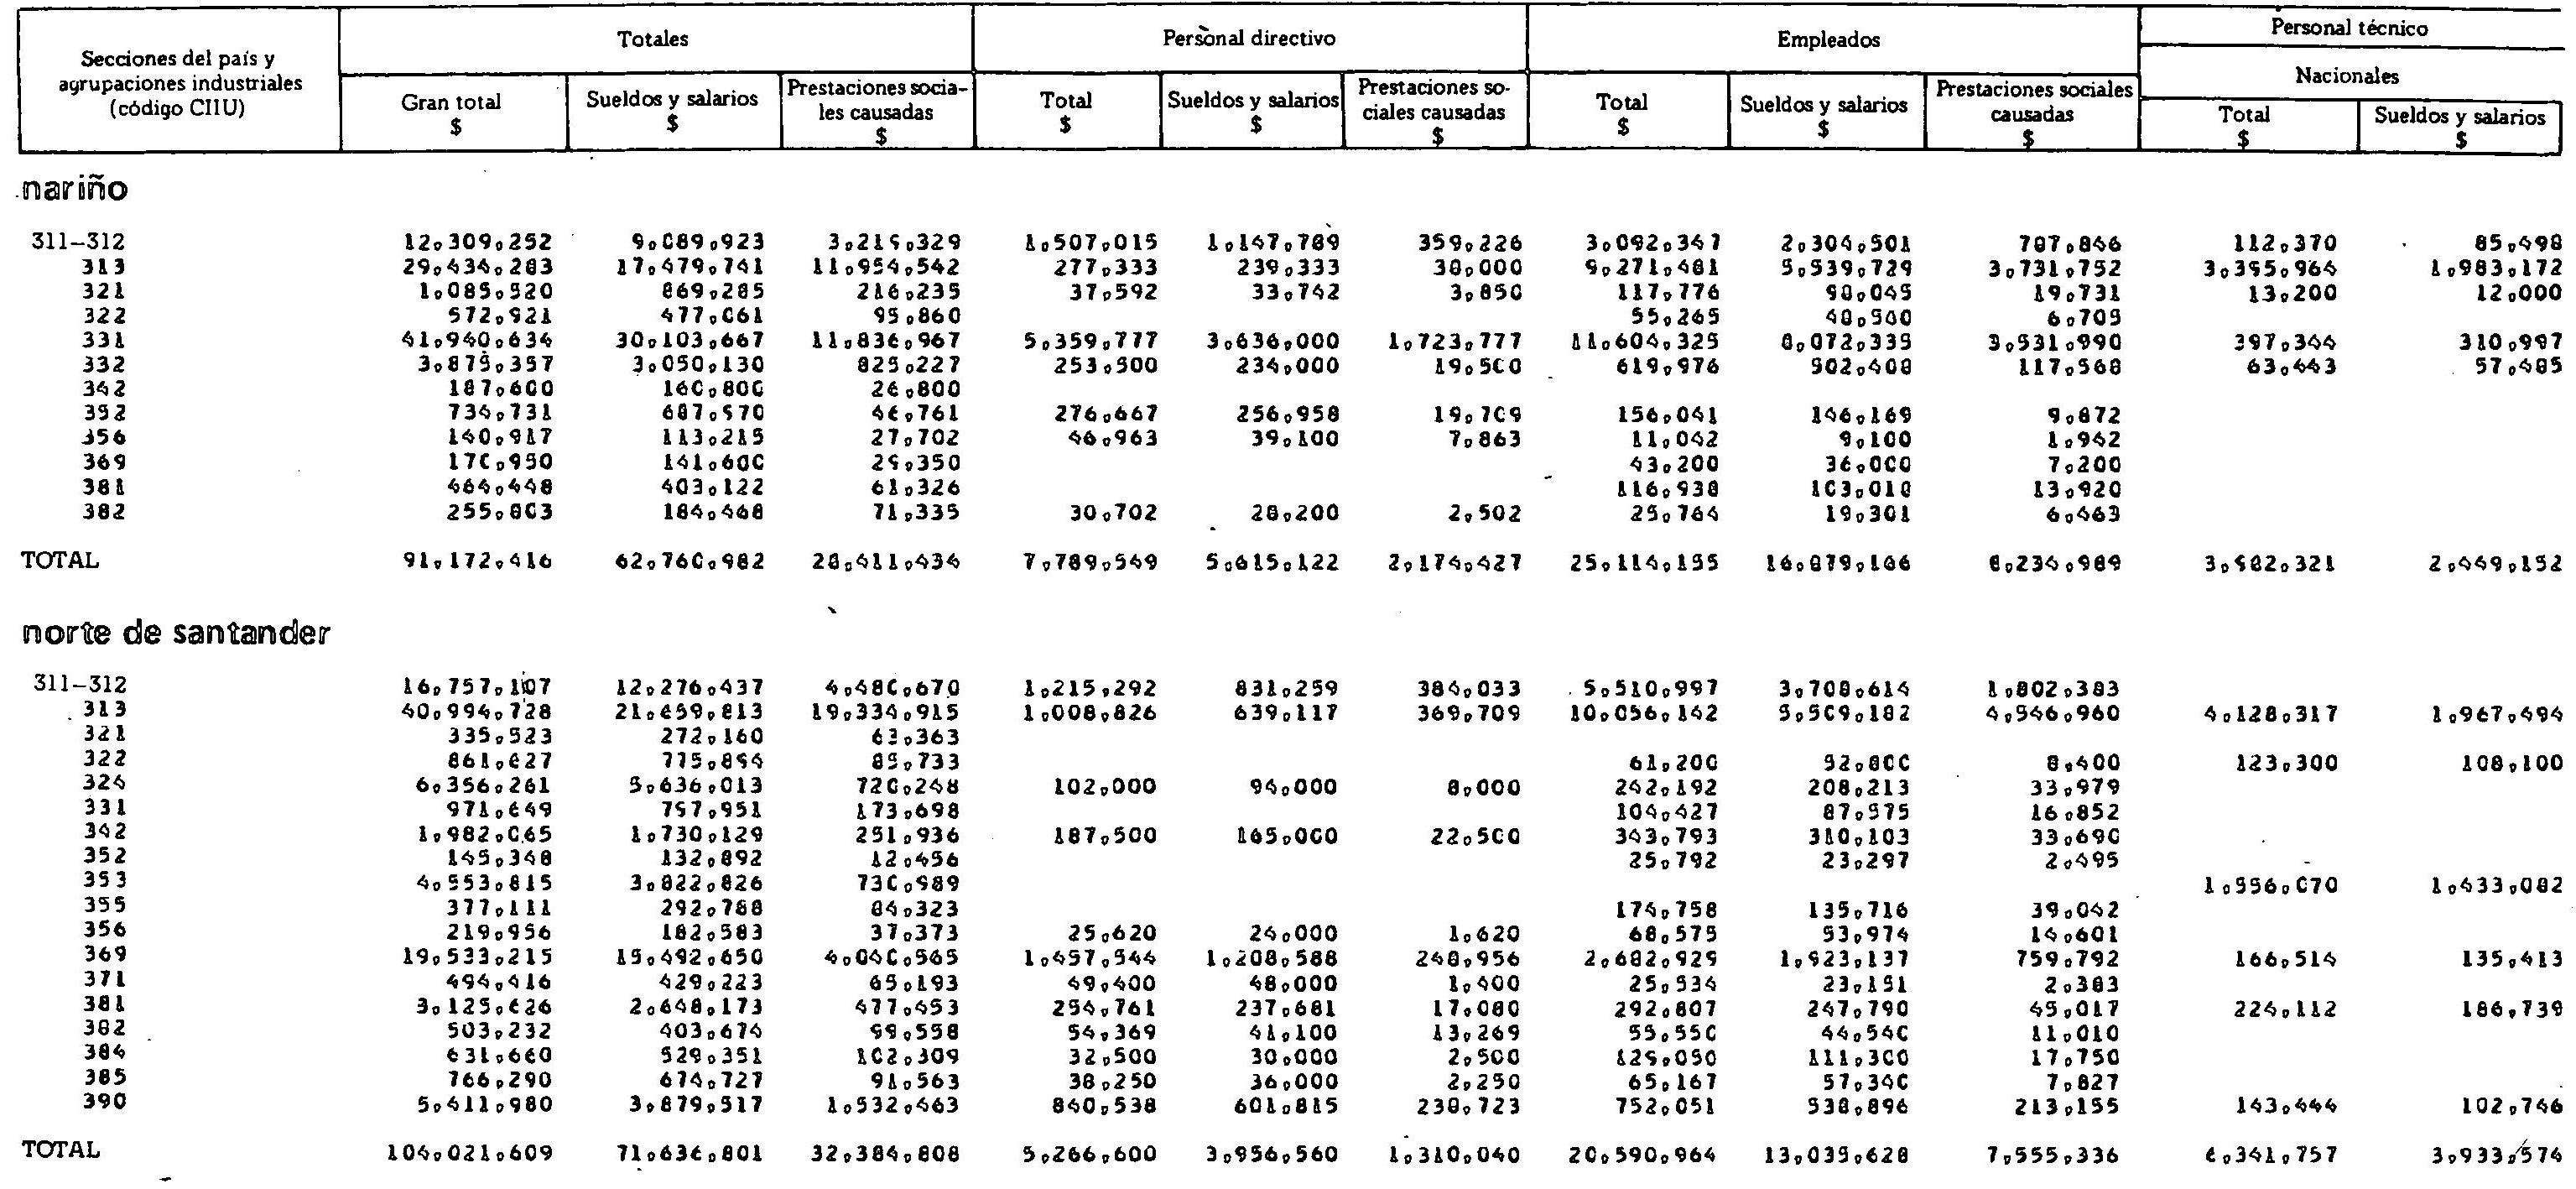 Secciones del país y agrupaciones industriales (código CIIU) Totales Personal directivo Empleados Personal técnico
Nacionales
Gran total $ Sueldos y salarios $ Prestaciones socia-les causadas $ Total $ Sueldos y salarios $ Prestaciones so-ciales causadas $ Total $ Sueldos y salarios $ Prestaciones sociales causadas $ Total $ Sueldos y salarios $
nariño
311–312 12,309,252 9,089,923 3,219,329 1,507,015 1,147,789 359,226 3,092,347 2,304,501 787,846 112,370 85,498
313 29,434,283 17,479,741 11,954,542 277,333 239,333 38,000 9,271,481 5,539,729 3,731,752 3,395,964 1,983,172
321 1,085,520 869,285 216,235 37,592 33,742 3,850 117,776 98,045 19,731 13,200 12,000
322 572,921 477,061 95,860 55,265 48,560 6,705
331 41,940,634 30,103,667 11,836,967 5,359,777 3,636,000 1,723,777 11,604,325 8,072,335 3,531,990 397,344 310,997
332 3,875,357 3,050,130 825,227 253,500 234,000 19,500 619,976 502,408 117,568 63,443 57,485
342 187,600 160,800 26,800
352 734,731 687,970 46,761 276,667 256,958 19,709 156,041 146,169 9,872
356 140,917 113,215 27,702 46,963 39,100 7,863 11,042 9,100 1,942
369 170,950 141,600 29,350 43,200 36,000 7,200
381 464,448 403,122 61,326 116,938 103,018 13,920
382 255,803 184,468 71,335 30,702 28,200 2,502 25,764 19,301 6,463
TOTAL 91,172,416 62,760,982 28,411,434 7,789,549 5,615,122 2,174,427 25,114,155 16,879,166 8,234,989 3,982,321 2,449,152
norte de santander
311–312 16,757,107 12,276,437 4,480,670 1,215,292 831,259 384,033 5,510,997 3,708,614 1,802,383
313 40,994,728 21,659,813 19,334,915 1,008,826 639,117 369,709 10,056,142 5,509,182 4,546,960 4,128,317 1,967,494
321 335,523 272,160 63,363
322 861,627 775,894 85,733 61,200 52,800 8,400 123,300 108,100
324 6,356,261 5,636,013 720,248 102,000 94,000 8,000 242,192 208,213 33,979
331 971,649 797,951 173,698 104,427 87,575 16,852
342 1,982,065 1,730,129 251,936 187,500 165,000 22,500 343,793 310,103 33,690
352 145,348 132,892 12,456 25,792 23,297 2,495
353 4,553,815 3,822,826 730,989 1,556,070 1,433,082
355 377,111 292,788 84,323 174,758 135,716 39,042
356 219,956 182,583 37,373 25,620 24,000 1,620 68,575 53,974 14,601
369 19,533,215 15,492,650 4,040,565 1,457,544 1,208,588 248,956 2,682,929 1,923,137 759,792 166,514 135,413
371 494,416 429,223 65,193 49,400 48,000 1,400 25,534 23,151 2,383
381 3,125,626 2,648,173 477,453 254,761 237,681 17,080 292,807 247,790 45,017 224,112 186,739
382 503,232 403,674 99,558 54,369 41,100 13,269 55,550 44,540 11,010
384 631,660 529,351 102,309 32,500 30,000 2,500 129,050 111,300 17,750
385 766,290 674,727 91,563 38,250 36,000 2,250 65,167 57,340 7,827
390 5,411,980 3,879,517 1,532,463 840,538 601,815 238,723 752,051 538,896 213,155 143,444 102,746
TOTAL 104,021,609 71,636,801 32,384,808 5,266,600 3,956,560 1,310,040 20,590,964 13,035,628 7,555,336 6,341,757 3,933,574